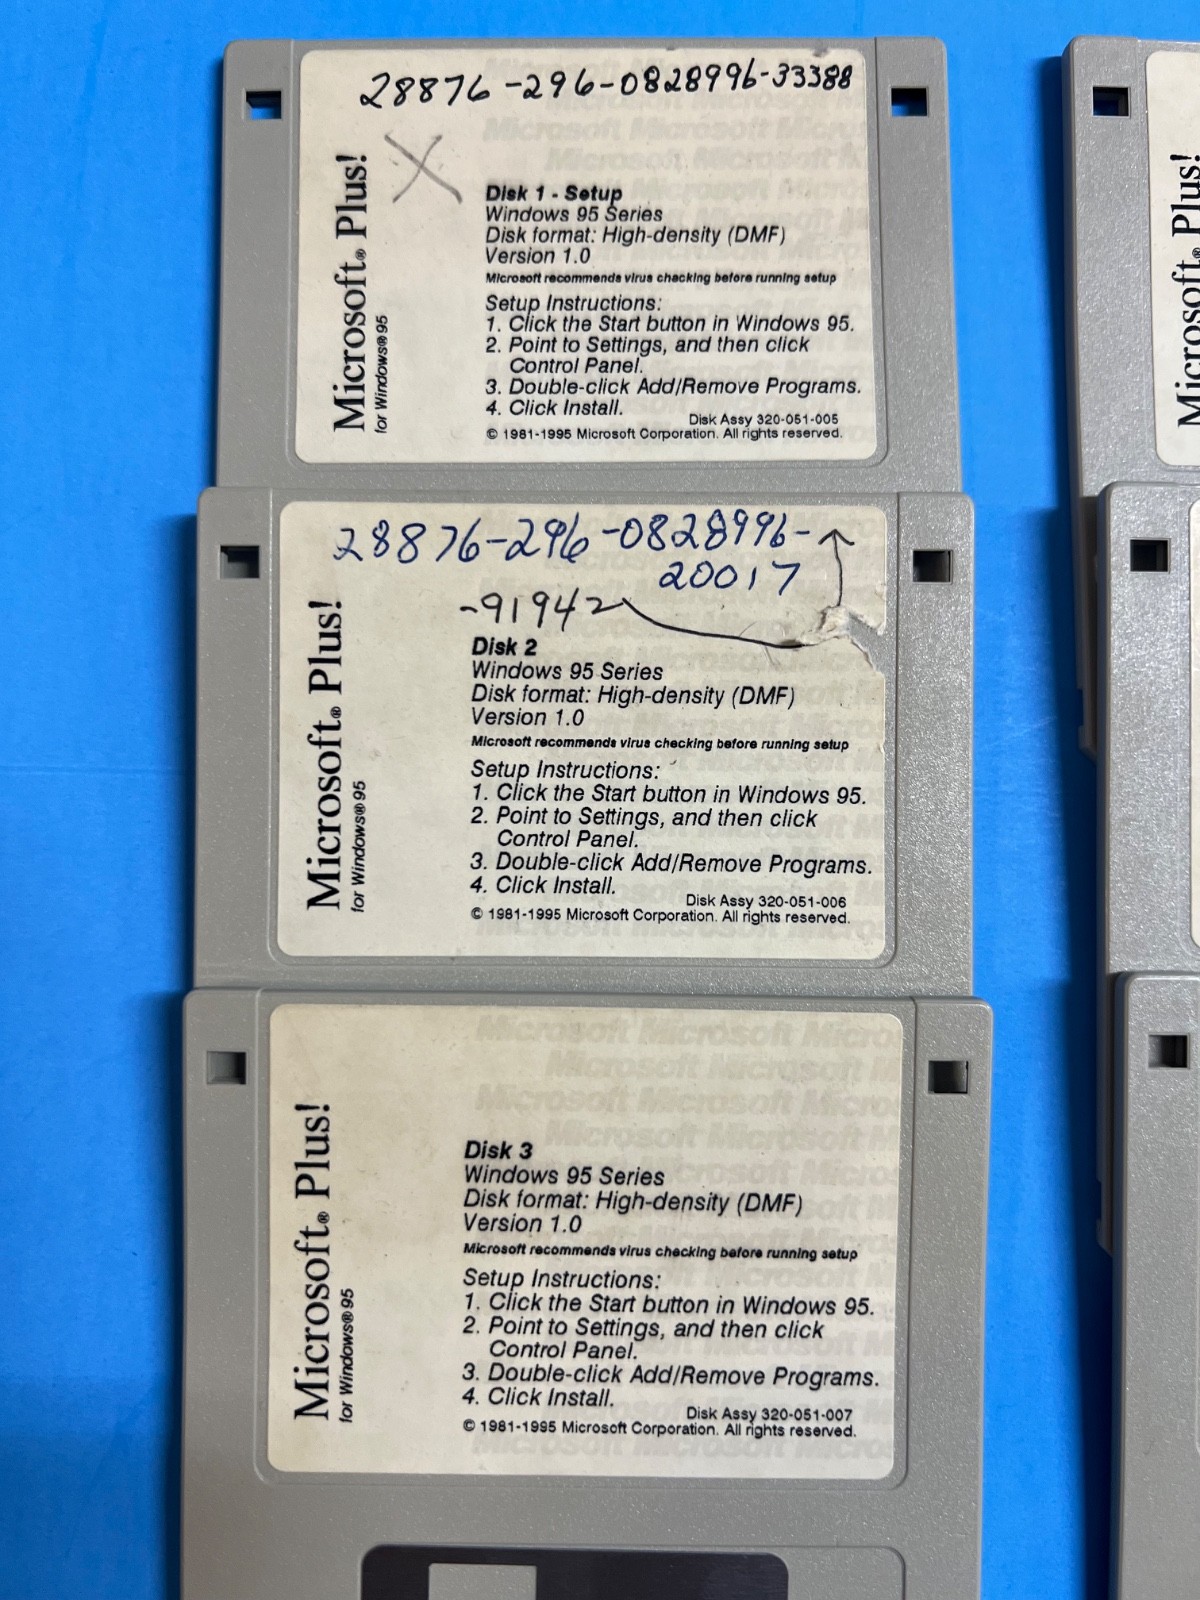 28876-296-0828996-33388
Microsoft® Plus!
for Windows®95
Disk 1 - Setup
Windows 95 Series
Disk format: High-density (DMF)
Version 1.0
Microsoft recommends virus checking before running setup
Setup Instructions:
1. Click the Start button in Windows 95.
2. Point to Settings, and then click
Control Panel.
3. Double-click Add/Remove Programs.
4. Click Install.
Disk Assy 320-051-005
© 1981-1995 Microsoft Corporation. All rights reserved.
28876-296-0828996-
20017
-91942
Microsoft® Plus!
for Windows®95
Disk 2
Windows 95 Series
Disk format: High-density (DMF)
Version 1.0
Microsoft recommends virus checking before running setup
Setup Instructions:
1. Click the Start button in Windows 95.
2. Point to Settings, and then click
Control Panel.
3. Double-click Add/Remove Programs.
4. Click Install.
Disk Assy 320-051-006
© 1981-1995 Microsoft Corporation. All rights reserved.
Microsoft® Plus!
for Windows®95
Disk 3
Windows 95 Series
Disk format: High-density (DMF)
Version 1.0
Microsoft recommends virus checking before running setup
Setup Instructions:
1. Click the Start button in Windows 95.
2. Point to Settings, and then click
Control Panel.
3. Double-click Add/Remove Programs.
4. Click Install.
Disk Assy 320-051-007
© 1981-1995 Microsoft Corporation. All rights reserved.
Microsoft® Plus!